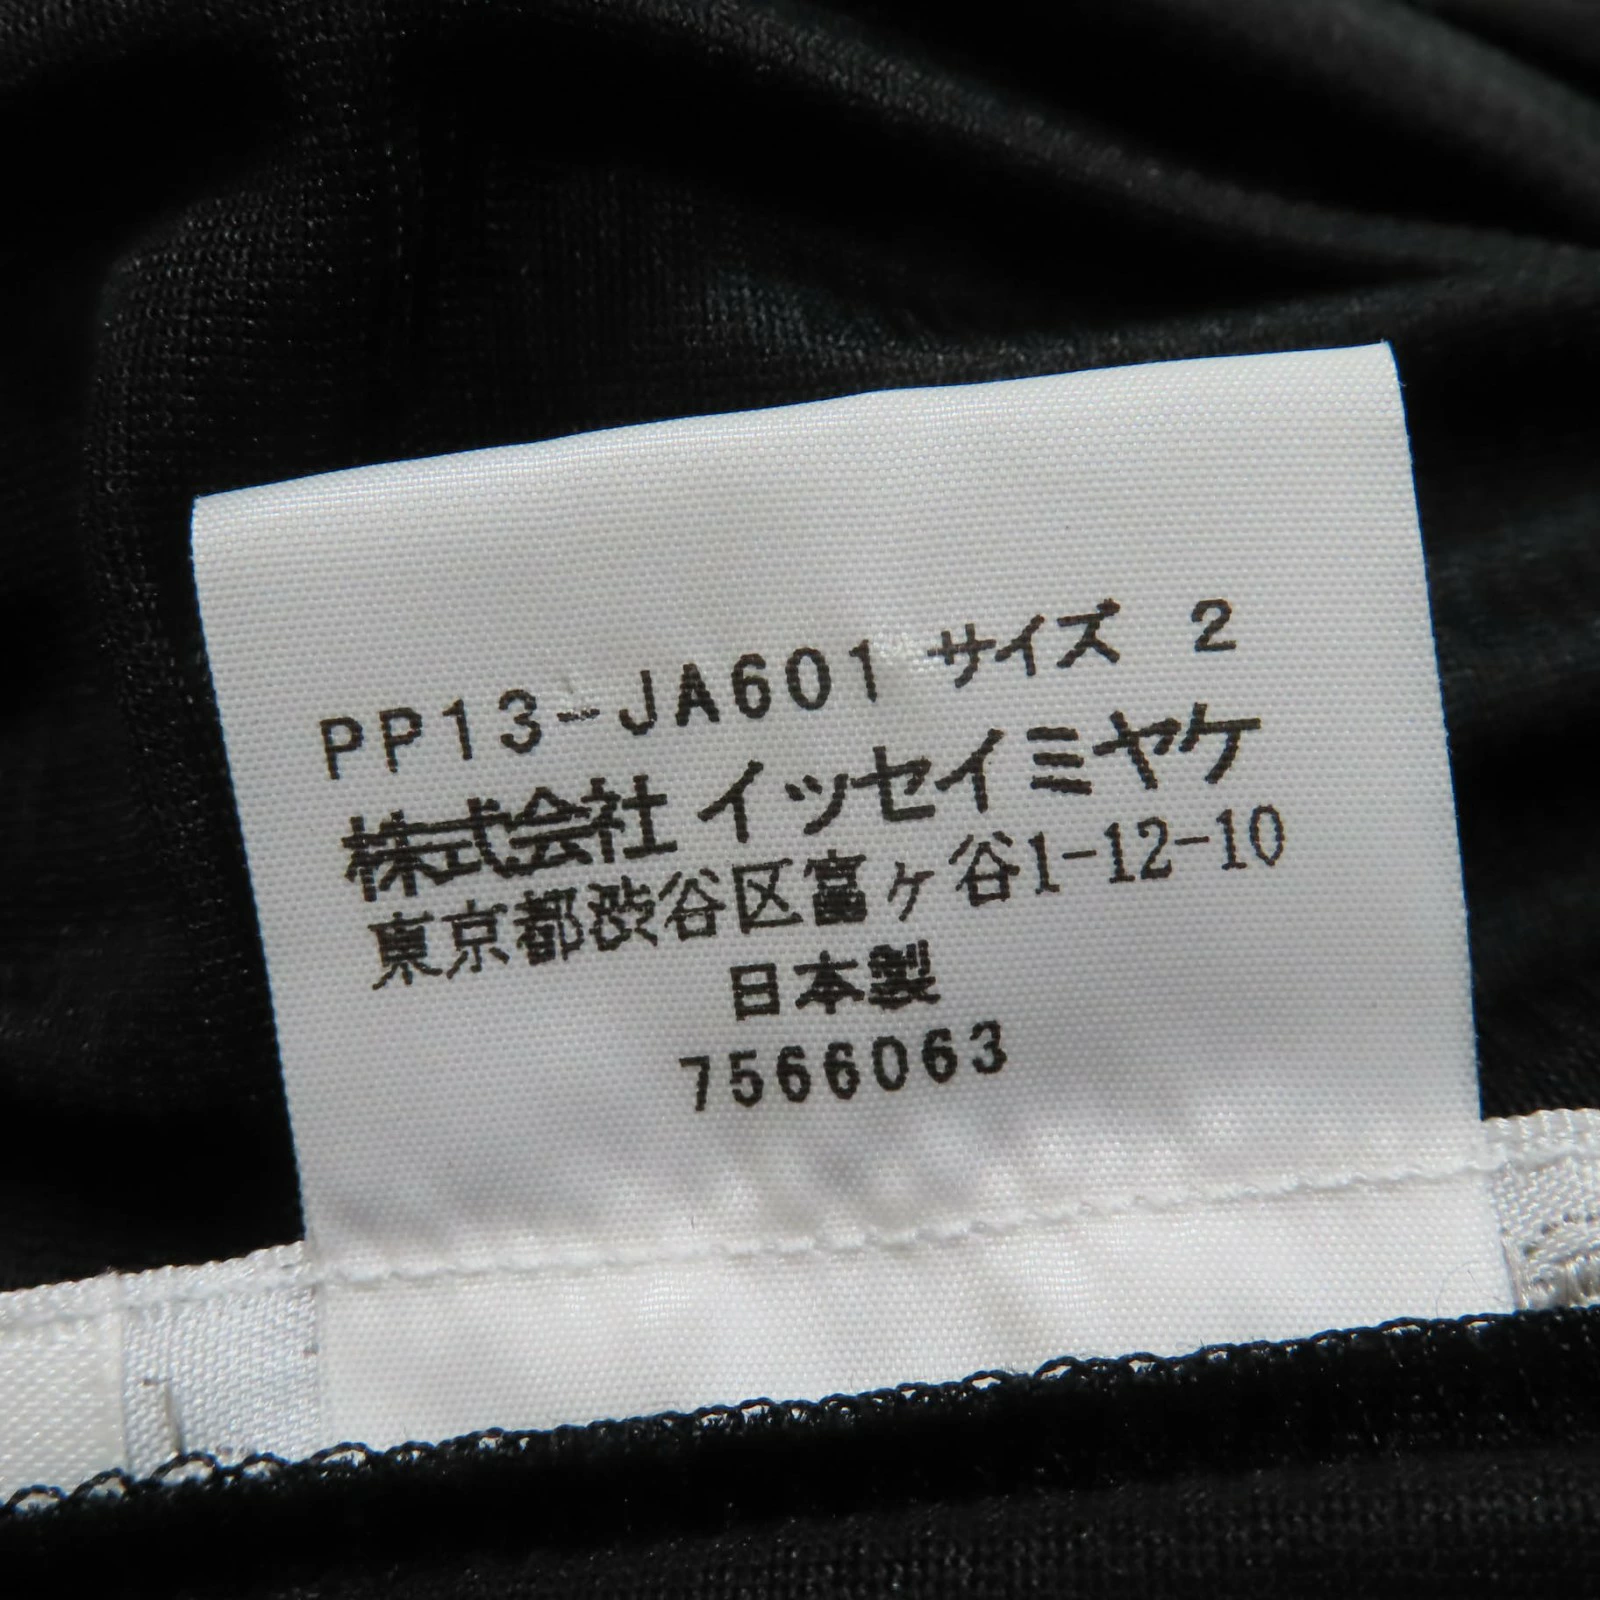 PP13-JA601 サイズ 2
株式会社 イッセイミヤケ
東京都渋谷区富ヶ谷1-12-10
日本製
7566063